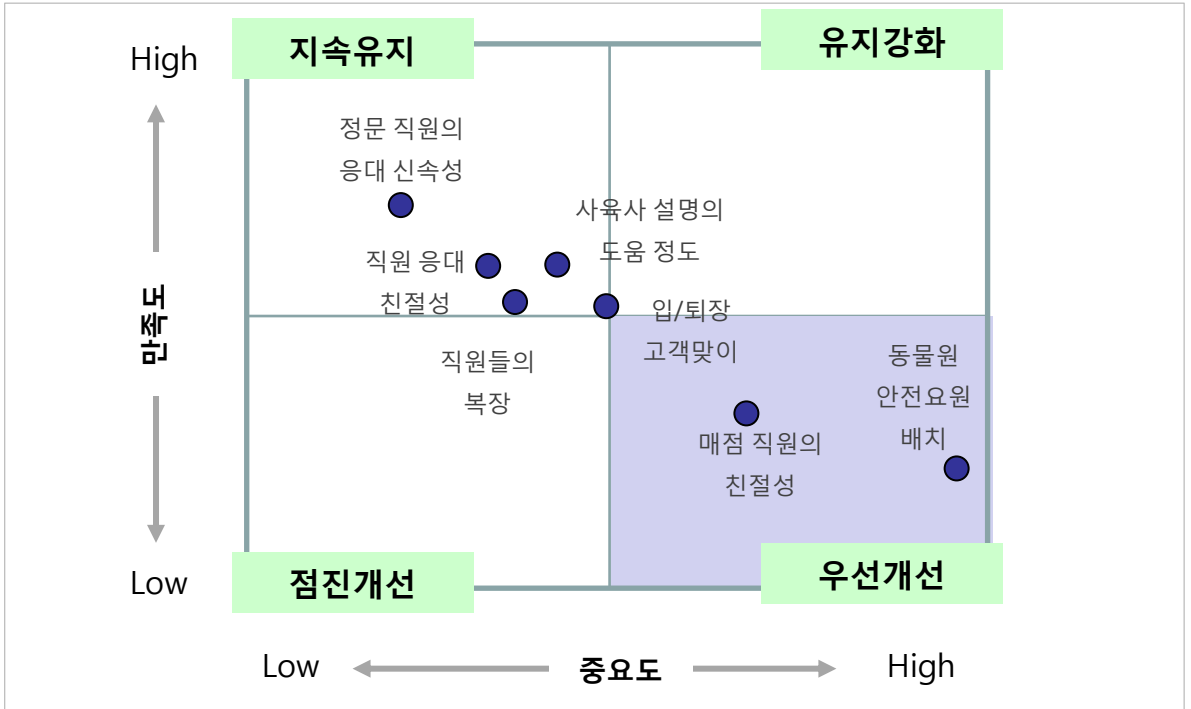 지속유지
유지강화
High
정문 직원의
응대 신속성
사육사 설명의
도움 정도
직원 응대
친절성
만족도
입/퇴장
고객맞이
직원들의
복장
동물원
안전요원
배치
매점 직원의
친절성
Low
점진개선
우선개선
Low
중요도
High